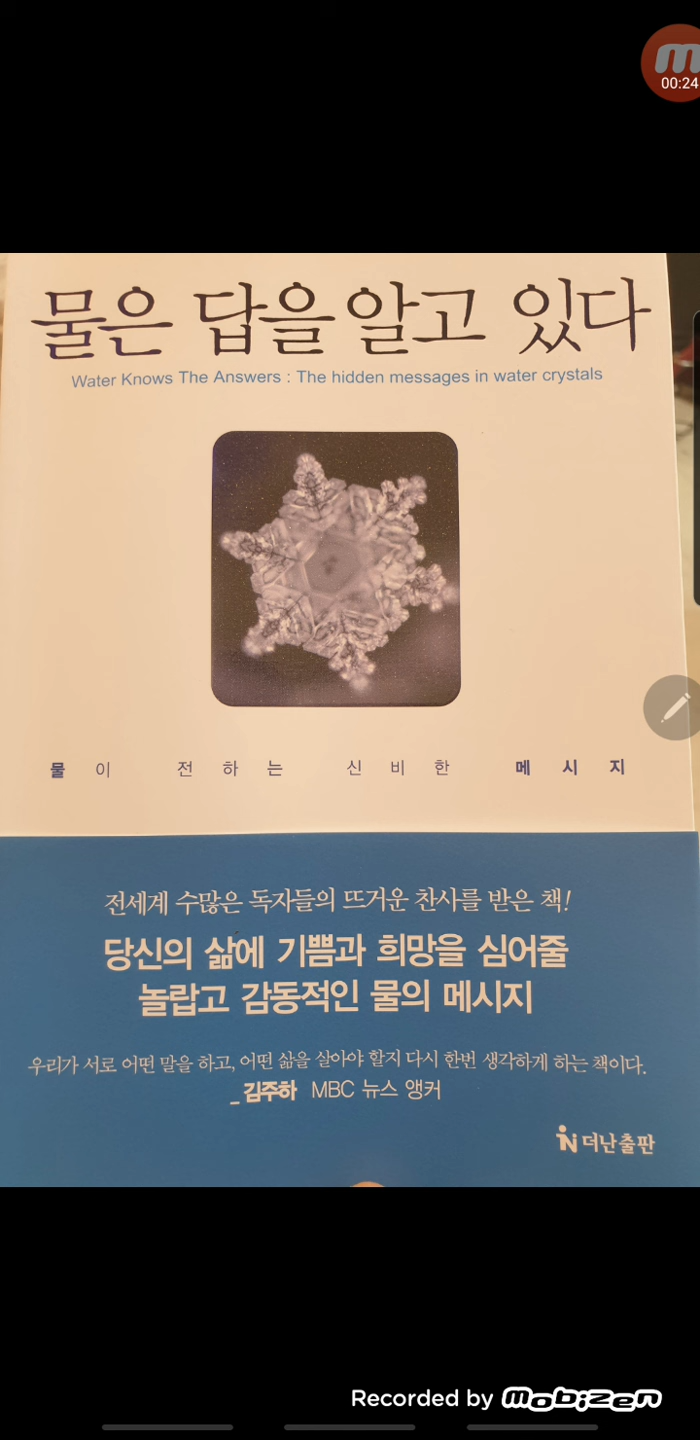 m
00:24
물은 답을 알고 있다
Water Knows The Answers : The hidden messages in water crystals
물이 전하는 신비한 메시지
전세계 수많은 독자들의 뜨거운 찬사를 받은 책!
당신의 삶에 기쁨과 희망을 심어줄
놀랍고 감동적인 물의 메시지
우리가 서로 어떤 말을 하고, 어떤 삶을 살아야 할지 다시 한번 생각하게 하는 책이다.
_ 김주하 MBC 뉴스 앵커
iN 더난출판
Recorded by mobizen